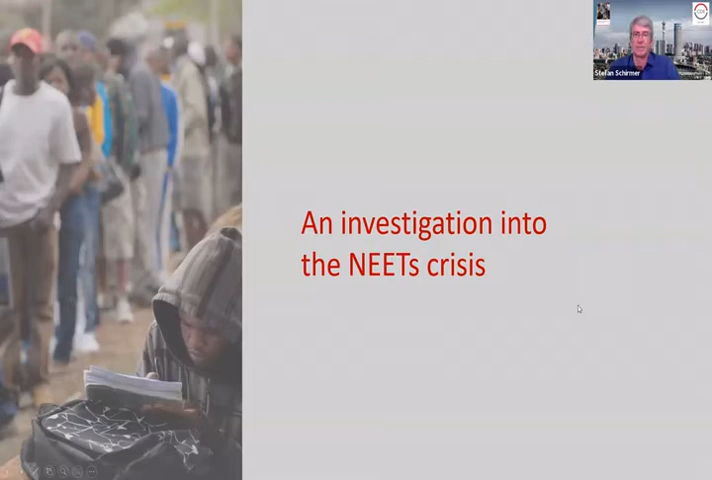 An investigation into
the NEETs crisis
Stefan Schirmer